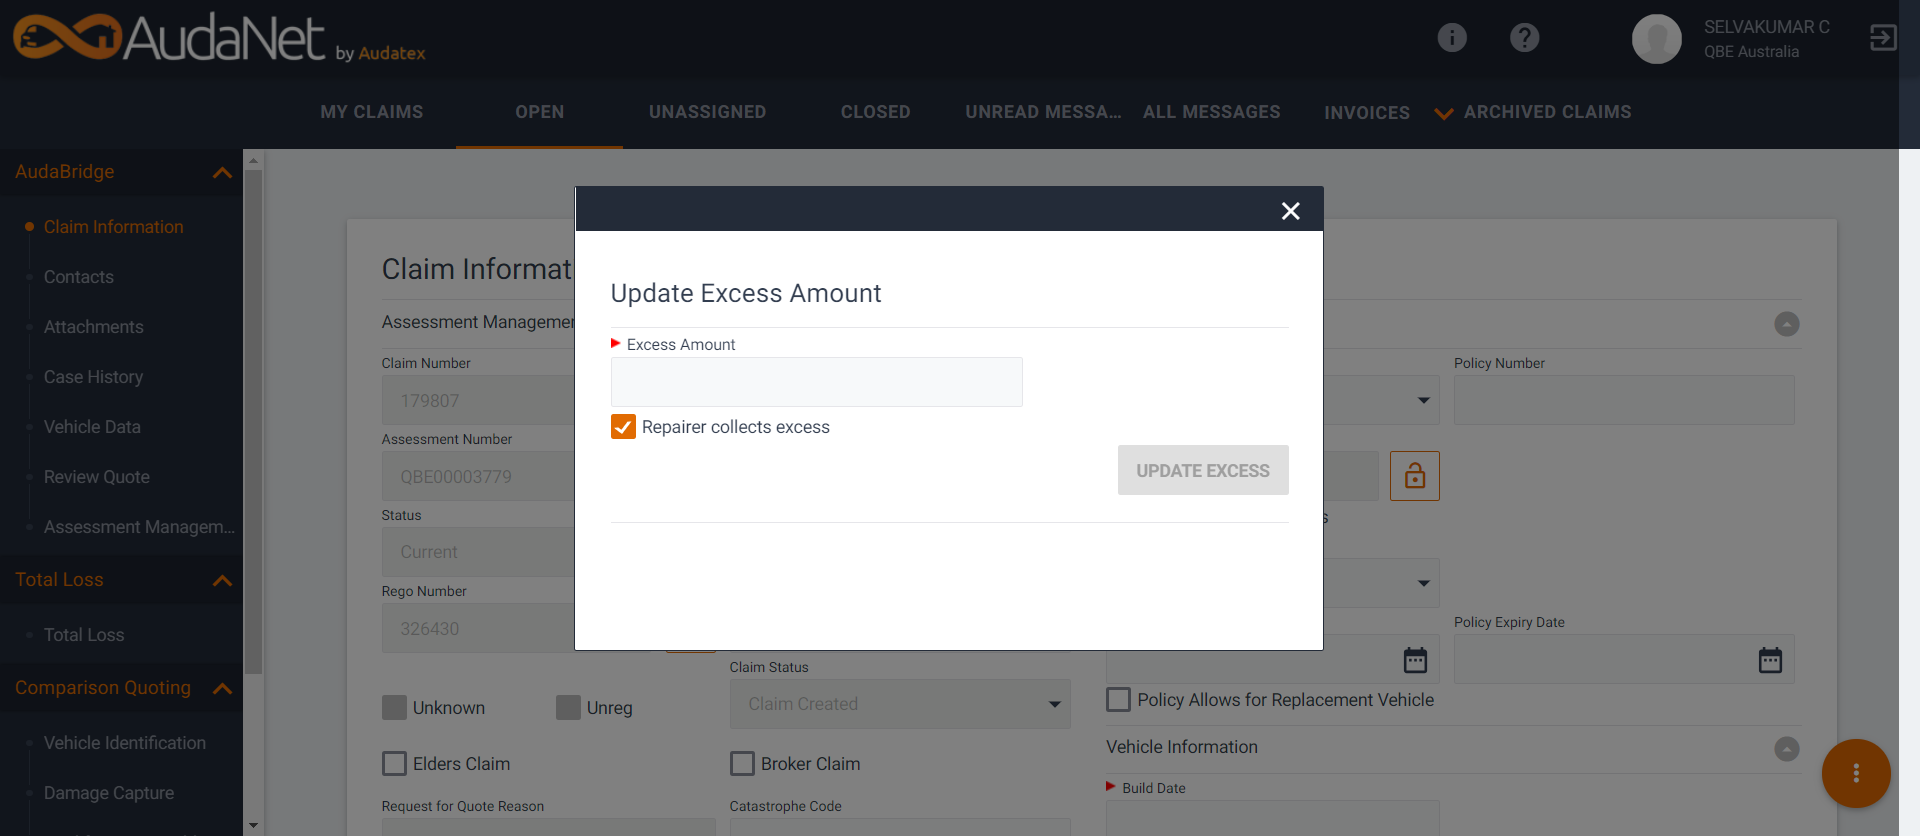 AudaNet by Audatex
SELVAKUMAR C
QBE Australia
MY CLAIMS
OPEN
UNASSIGNED
CLOSED
UNREAD MESSA...
ALL MESSAGES
INVOICES
ARCHIVED CLAIMS
AudaBridge
Claim Information
Contacts
Attachments
Case History
Vehicle Data
Review Quote
Assessment Managem...
Total Loss
Total Loss
Comparison Quoting
Vehicle Identification
Damage Capture
Claim Informat
Assessment Managemen
Claim Number
179807
Assessment Number
QBE00003779
Status
Current
Rego Number
326430
Unknown
Unreg
Elders Claim
Request for Quote Reason
Update Excess Amount
Excess Amount
Repairer collects excess
UPDATE EXCESS
Claim Status
Claim Created
Broker Claim
Catastrophe Code
Policy Number
s
Policy Expiry Date
Policy Allows for Replacement Vehicle
Vehicle Information
Build Date